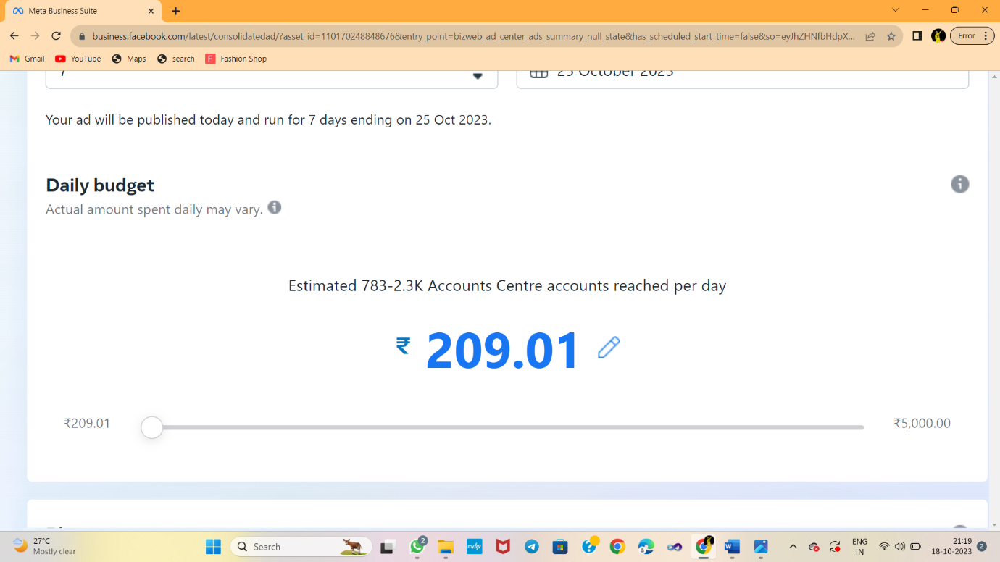 Meta Business Suite
business.facebook.com/latest/consolidatedad/?asset_id=110170248848676&entry_point=bizweb_ad_center_ads_summary_null_state&has_scheduled_start_time=false&so=eyJhZHNfbHdpX...
Error
Gmail YouTube Maps search F Fashion Shop
7 25 October 2023
Your ad will be published today and run for 7 days ending on 25 Oct 2023.
Daily budget
Actual amount spent daily may vary.
Estimated 783-2.3K Accounts Centre accounts reached per day
₹ 209.01
₹209.01 ₹5,000.00
27°C
Mostly clear
Search
2
myhp
W
ENG
IN
21:19
18-10-2023
2